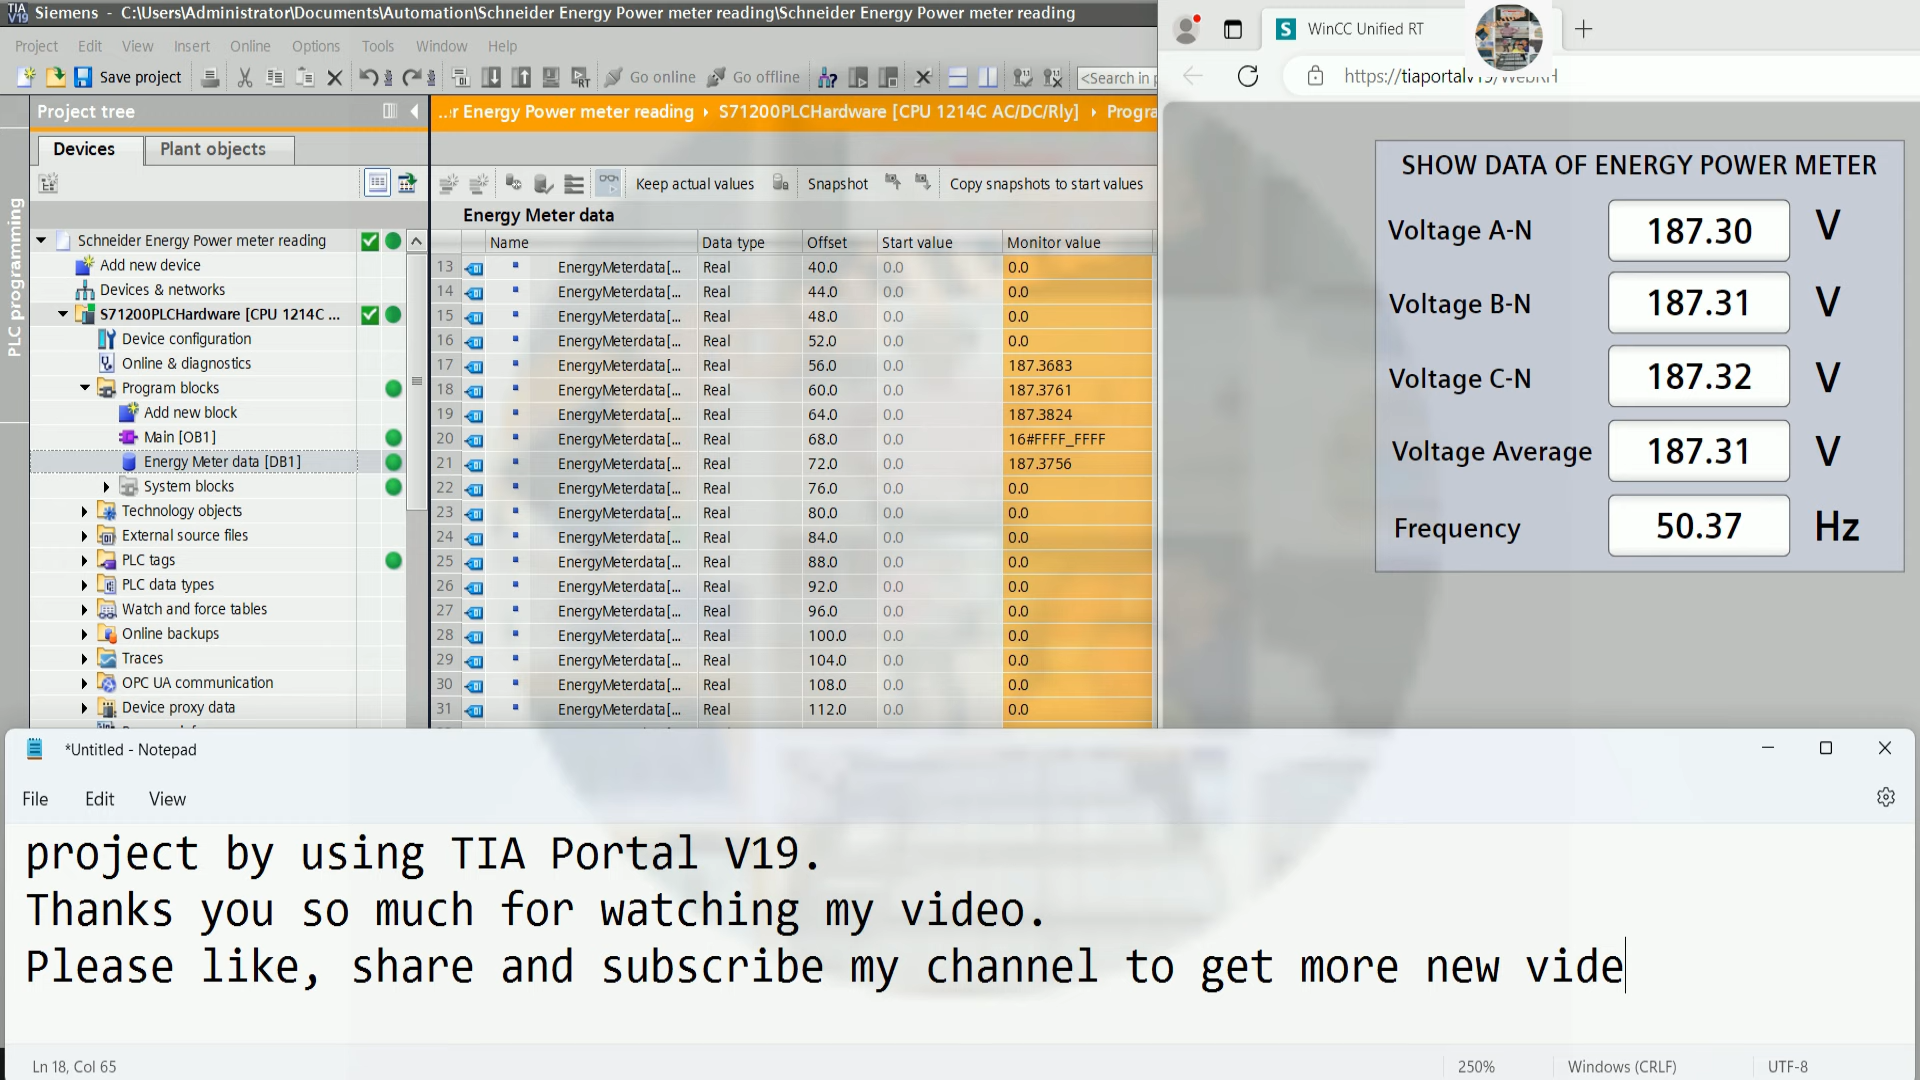 Siemens - C:\Users\Administrator\Documents\Automation\Schneider Energy Power meter reading\Schneider Energy Power meter reading
Project Edit View Insert Online Options Tools Window Help
Save project Go online Go offline <Search in p
Project tree
Devices Plant objects
PLC programming
Schneider Energy Power meter reading
Add new device
Devices & networks
S71200PLCHardware [CPU 1214C ...
Device configuration
Online & diagnostics
Program blocks
Add new block
Main [OB1]
Energy Meter data [DB1]
System blocks
Technology objects
External source files
PLC tags
PLC data types
Watch and force tables
Online backups
Traces
OPC UA communication
Device proxy data
...r Energy Power meter reading S71200PLCHardware [CPU 1214C AC/DC/Rly] Progra
Keep actual values Snapshot Copy snapshots to start values
Energy Meter data
Name Data type Offset Start value Monitor value
13 EnergyMeterdata[... Real 40.0 0.0 0.0
14 EnergyMeterdata[... Real 44.0 0.0 0.0
15 EnergyMeterdata[... Real 48.0 0.0 0.0
16 EnergyMeterdata[... Real 52.0 0.0 0.0
17 EnergyMeterdata[... Real 56.0 0.0 187.3683
18 EnergyMeterdata[... Real 60.0 0.0 187.3761
19 EnergyMeterdata[... Real 64.0 0.0 187.3824
20 EnergyMeterdata[... Real 68.0 0.0 16#FFFF_FFFF
21 EnergyMeterdata[... Real 72.0 0.0 187.3756
22 EnergyMeterdata[... Real 76.0 0.0 0.0
23 EnergyMeterdata[... Real 80.0 0.0 0.0
24 EnergyMeterdata[... Real 84.0 0.0 0.0
25 EnergyMeterdata[... Real 88.0 0.0 0.0
26 EnergyMeterdata[... Real 92.0 0.0 0.0
27 EnergyMeterdata[... Real 96.0 0.0 0.0
28 EnergyMeterdata[... Real 100.0 0.0 0.0
29 EnergyMeterdata[... Real 104.0 0.0 0.0
30 EnergyMeterdata[... Real 108.0 0.0 0.0
31 EnergyMeterdata[... Real 112.0 0.0 0.0
WinCC Unified RT
SHOW DATA OF ENERGY POWER METER
Voltage A-N 187.30 V
Voltage B-N 187.31 V
Voltage C-N 187.32 V
Voltage Average 187.31 V
Frequency 50.37 Hz
*Untitled - Notepad
File Edit View
project by using TIA Portal V19.
Thanks you so much for watching my video.
Please like, share and subscribe my channel to get more new vide
Ln 18, Col 65 250% Windows (CRLF) UTF-8